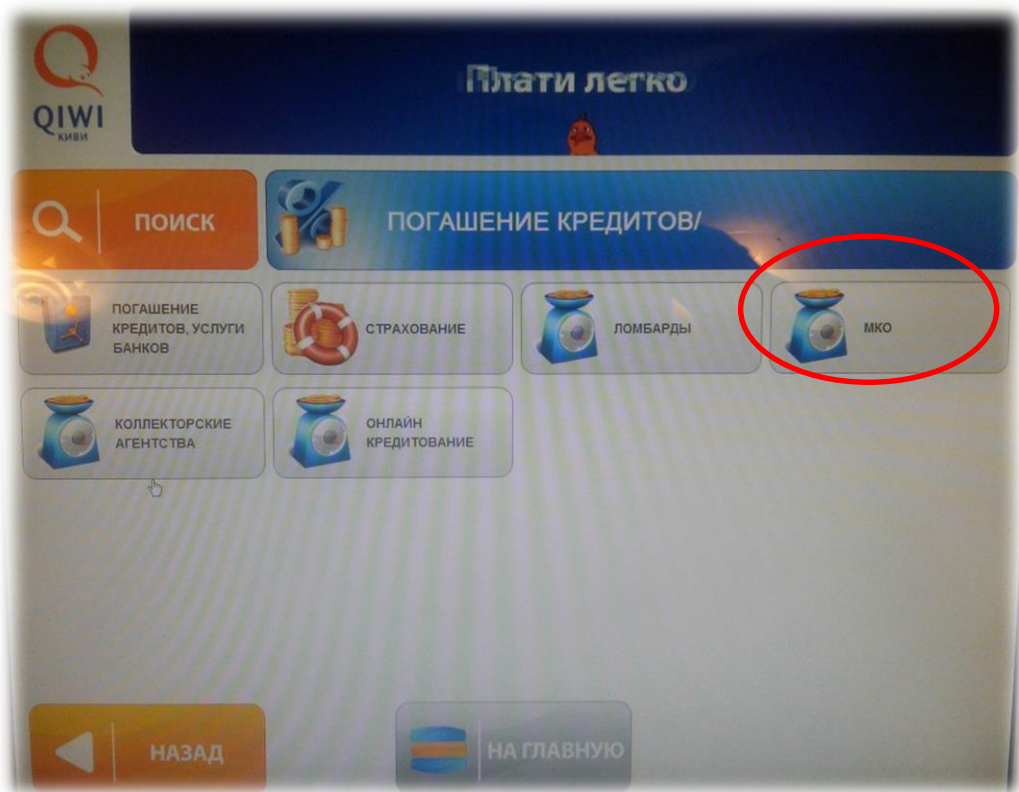 QIWI
КИВИ
Плати легко
ПОИСК
ПОГАШЕНИЕ КРЕДИТОВ/
ПОГАШЕНИЕ
КРЕДИТОВ, УСЛУГИ
БАНКОВ
СТРАХОВАНИЕ
ЛОМБАРДЫ
МКО
КОЛЛЕКТОРСКИЕ
АГЕНТСТВА
ОНЛАЙН
КРЕДИТОВАНИЕ
НАЗАД
НА ГЛАВНУЮ